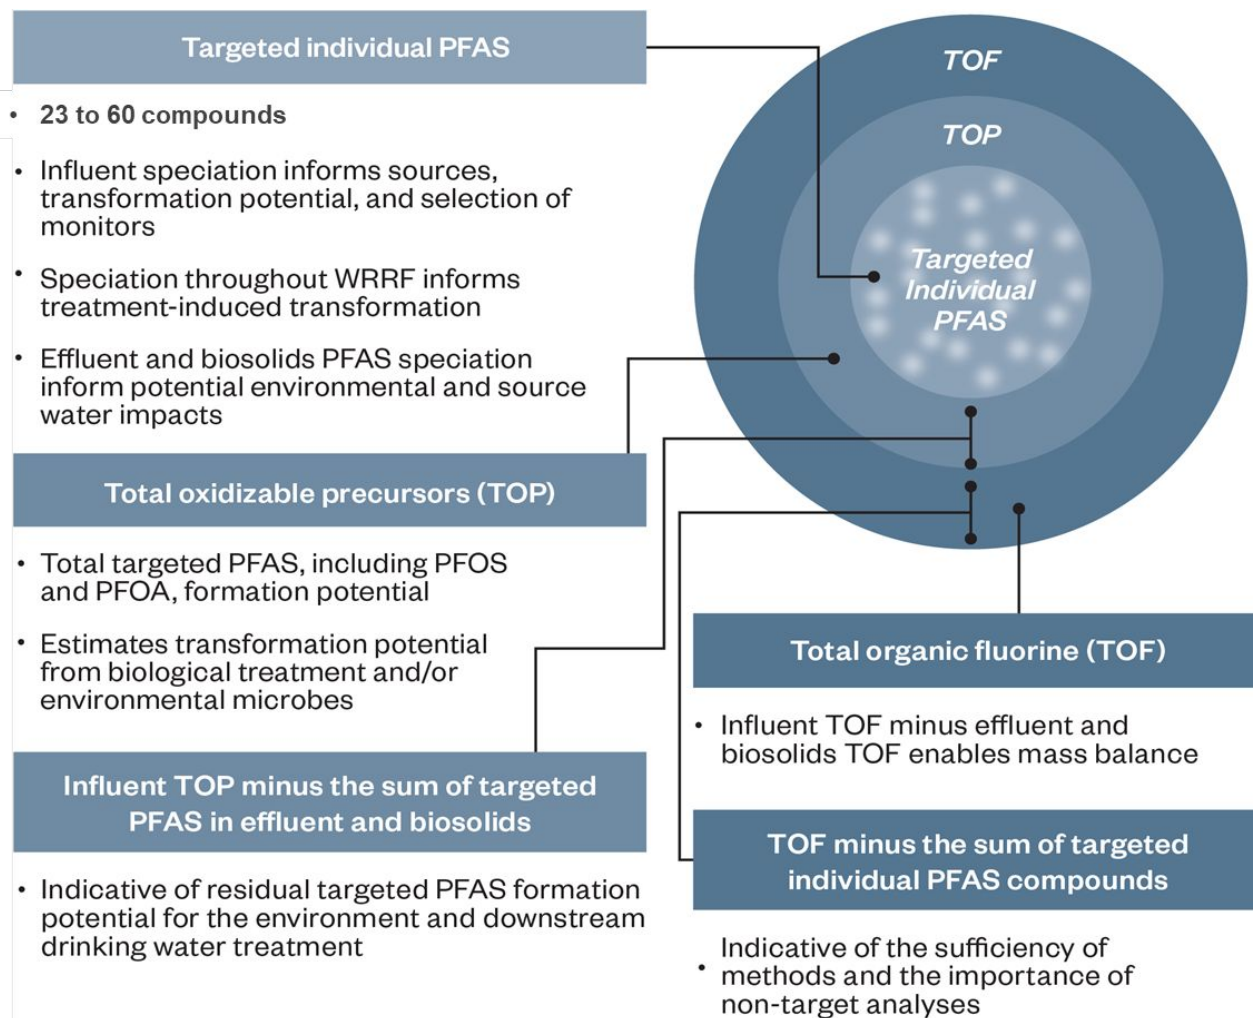 Targeted individual PFAS
• 23 to 60 compounds
• Influent speciation informs sources,
transformation potential, and selection of
monitors
• Speciation throughout WRRF informs
treatment-induced transformation
• Effluent and biosolids PFAS speciation
inform potential environmental and source
water impacts
Total oxidizable precursors (TOP)
• Total targeted PFAS, including PFOS
and PFOA, formation potential
• Estimates transformation potential
from biological treatment and/or
environmental microbes
Influent TOP minus the sum of targeted
PFAS in effluent and biosolids
• Indicative of residual targeted PFAS formation
potential for the environment and downstream
drinking water treatment
TOF
TOP
Targeted
Individual
PFAS
Total organic fluorine (TOF)
• Influent TOF minus effluent and
biosolids TOF enables mass balance
TOF minus the sum of targeted
individual PFAS compounds
• Indicative of the sufficiency of
methods and the importance of
non-target analyses